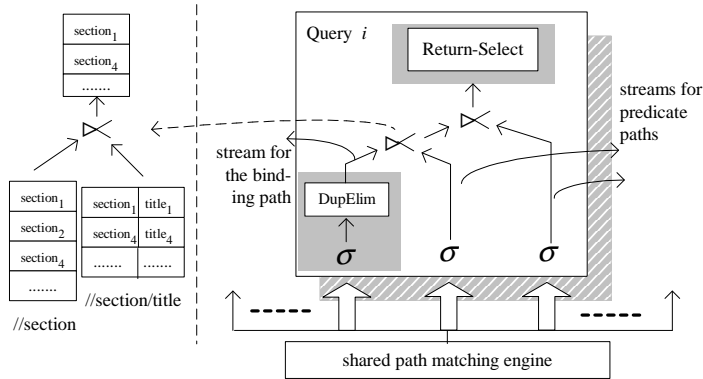 section1
section4
.......
section1
section2
section4
.......
//section
section1 title1
section4 title4
....... .......
//section/title
Query i
Return-Select
stream for
the bind-
ing path
DupElim
σ σ σ
streams for
predicate
paths
shared path matching engine